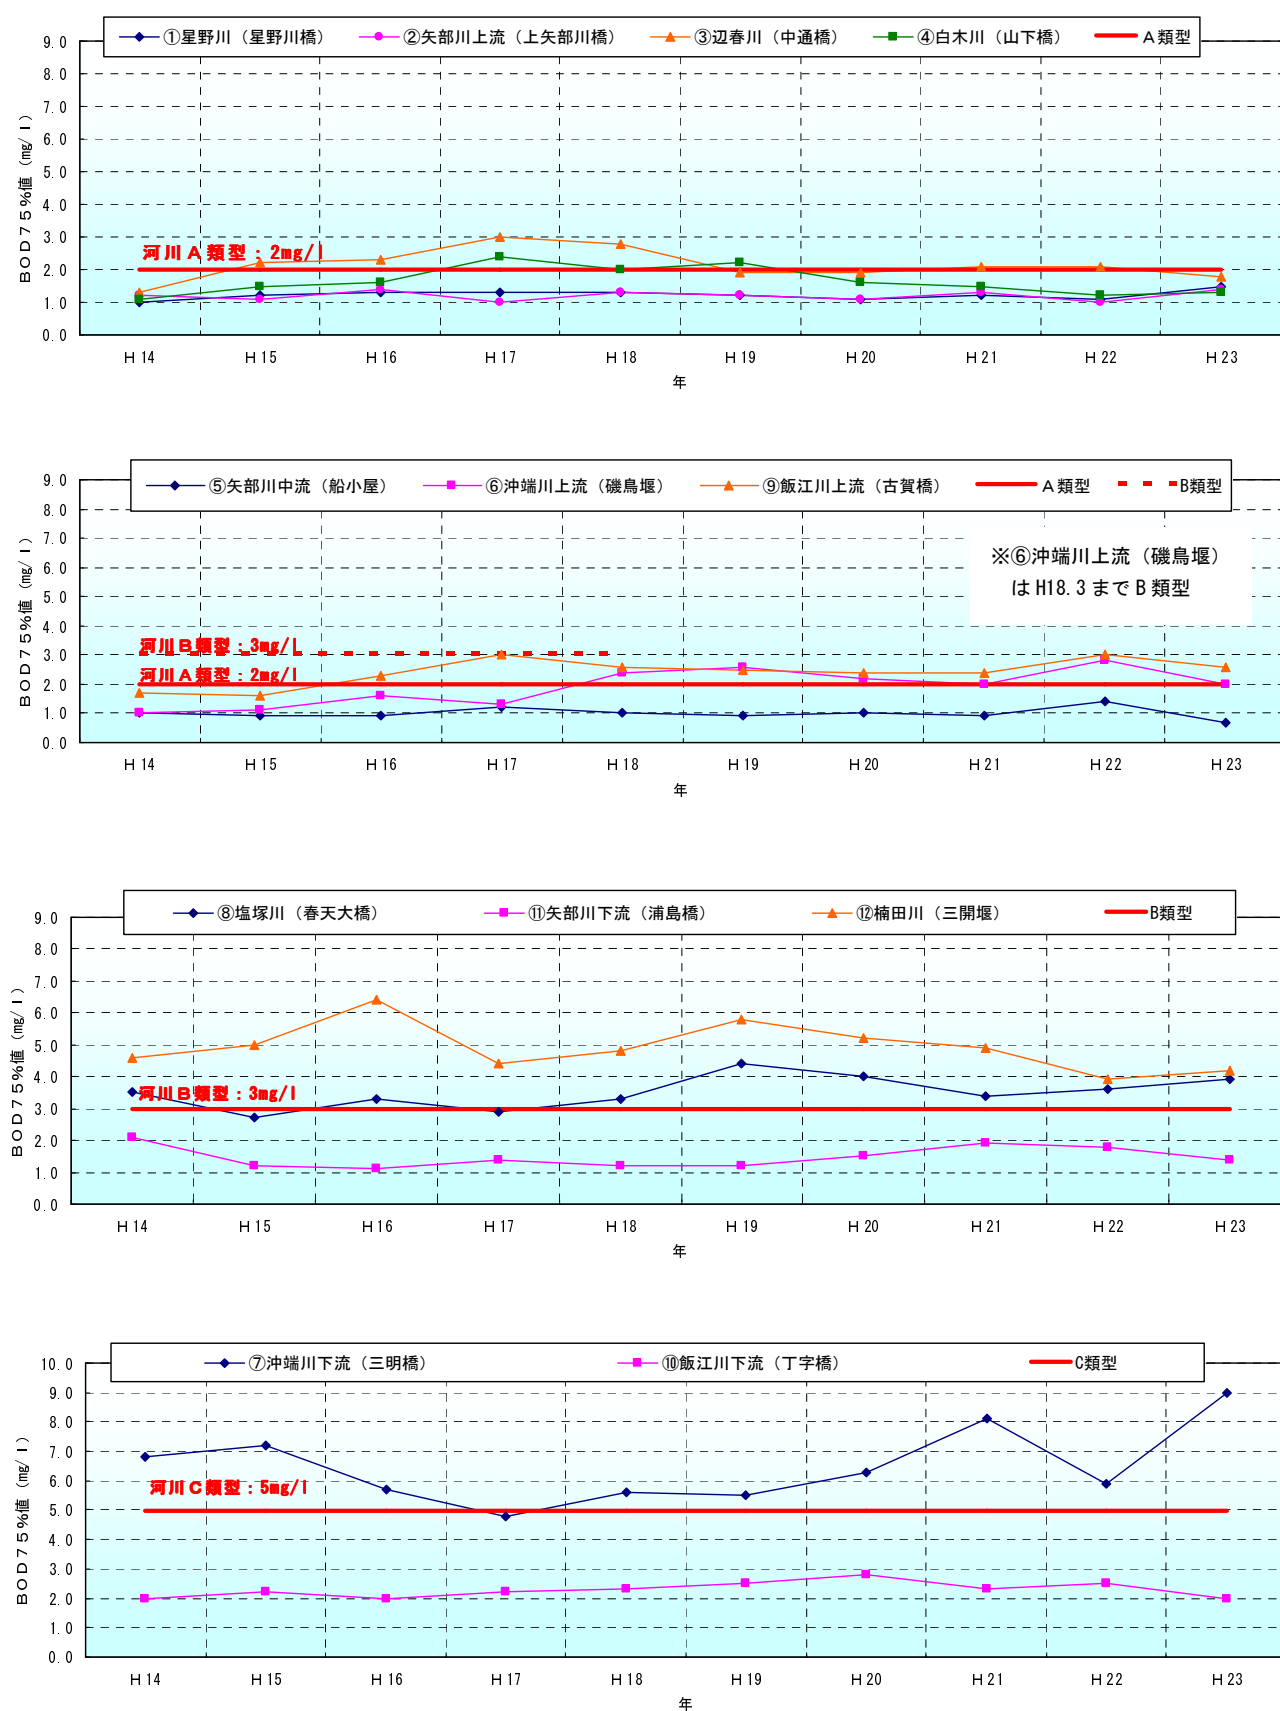 ①星野川（星野川橋） ②矢部川上流（上矢部川橋） ③辺春川（中通橋） ④白木川（山下橋） Ａ類型
9.0
8.0
7.0
6.0
5.0
4.0
3.0
2.0
1.0
0.0
ＢＯＤ７５%値（㎎/ｌ）
河川Ａ類型：2mg/l
Ｈ14 Ｈ15 Ｈ16 Ｈ17 Ｈ18 Ｈ19 Ｈ20 Ｈ21 Ｈ22 Ｈ23
年
⑤矢部川中流（船小屋） ⑥沖端川上流（磯鳥堰） ⑨飯江川上流（古賀橋） Ａ類型 B類型
9.0
8.0
7.0
6.0
5.0
4.0
3.0
2.0
1.0
0.0
ＢＯＤ７５%値（㎎/ｌ）
※⑥沖端川上流（磯鳥堰）
は H18.3 まで B 類型
河川Ｂ類型：3mg/l
河川Ａ類型：2mg/l
Ｈ14 Ｈ15 Ｈ16 Ｈ17 Ｈ18 Ｈ19 Ｈ20 Ｈ21 Ｈ22 Ｈ23
年
⑧塩塚川（春天大橋） ⑪矢部川下流（浦島橋） ⑫楠田川（三開堰） B類型
9.0
8.0
7.0
6.0
5.0
4.0
3.0
2.0
1.0
0.0
ＢＯＤ７５%値（㎎/ｌ）
河川Ｂ類型：3mg/l
Ｈ14 Ｈ15 Ｈ16 Ｈ17 Ｈ18 Ｈ19 Ｈ20 Ｈ21 Ｈ22 Ｈ23
年
⑦沖端川下流（三明橋） ⑩飯江川下流（丁字橋） C類型
10.0
9.0
8.0
7.0
6.0
5.0
4.0
3.0
2.0
1.0
0.0
ＢＯＤ７５%値（㎎/ｌ）
河川Ｃ類型：5mg/l
Ｈ14 Ｈ15 Ｈ16 Ｈ17 Ｈ18 Ｈ19 Ｈ20 Ｈ21 Ｈ22 Ｈ23
年